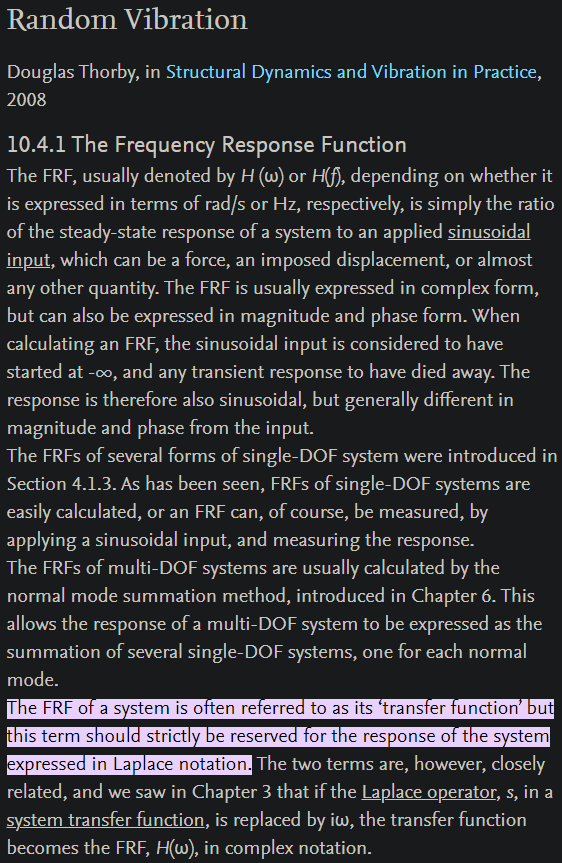 Random Vibration
Douglas Thorby, in Structural Dynamics and Vibration in Practice,
2008
10.4.1 The Frequency Response Function
The FRF, usually denoted by H (ω) or H(f), depending on whether it
is expressed in terms of rad/s or Hz, respectively, is simply the ratio
of the steady-state response of a system to an applied sinusoidal
input, which can be a force, an imposed displacement, or almost
any other quantity. The FRF is usually expressed in complex form,
but can also be expressed in magnitude and phase form. When
calculating an FRF, the sinusoidal input is considered to have
started at -∞, and any transient response to have died away. The
response is therefore also sinusoidal, but generally different in
magnitude and phase from the input.
The FRFs of several forms of single-DOF system were introduced in
Section 4.1.3. As has been seen, FRFs of single-DOF systems are
easily calculated, or an FRF can, of course, be measured, by
applying a sinusoidal input, and measuring the response.
The FRFs of multi-DOF systems are usually calculated by the
normal mode summation method, introduced in Chapter 6. This
allows the response of a multi-DOF system to be expressed as the
summation of several single-DOF systems, one for each normal
mode.
The FRF of a system is often referred to as its ‘transfer function’ but
this term should strictly be reserved for the response of the system
expressed in Laplace notation. The two terms are, however, closely
related, and we saw in Chapter 3 that if the Laplace operator, s, in a
system transfer function, is replaced by iω, the transfer function
becomes the FRF, H(ω), in complex notation.